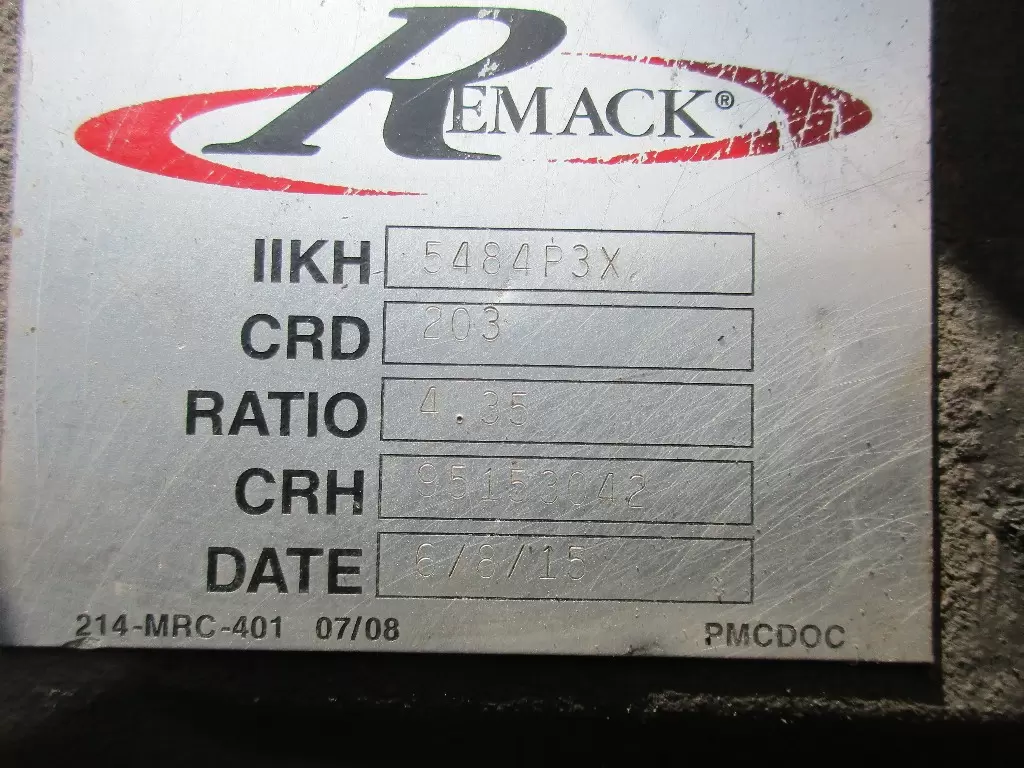 REMACK®
IIKH 5484P3X
CRD 203
RATIO 4.35
CRH 95153042
DATE 6/8/15
214-MRC-401 07/08 PMCDOC